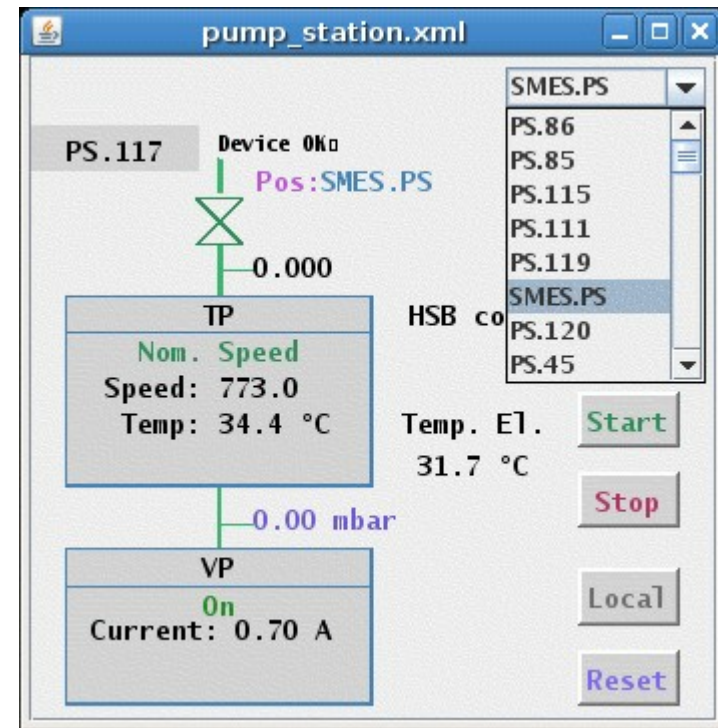 pump_station.xml
SMES.PS
PS.86
PS.85
PS.115
PS.111
PS.119
SMES.PS
PS.120
PS.45
PS.117
Device OK
Pos:SMES.PS
0.000
TP
Nom. Speed
Speed: 773.0
Temp: 34.4 °C
HSB co
Temp. El.
31.7 °C
0.00 mbar
VP
On
Current: 0.70 A
Start
Stop
Local
Reset